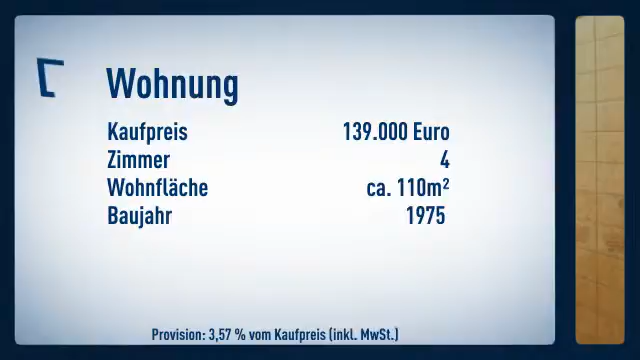 Wohnung
Kaufpreis 139.000 Euro
Zimmer 4
Wohnfläche ca. 110m²
Baujahr 1975
Provision: 3,57 % vom Kaufpreis (inkl. MwSt.)